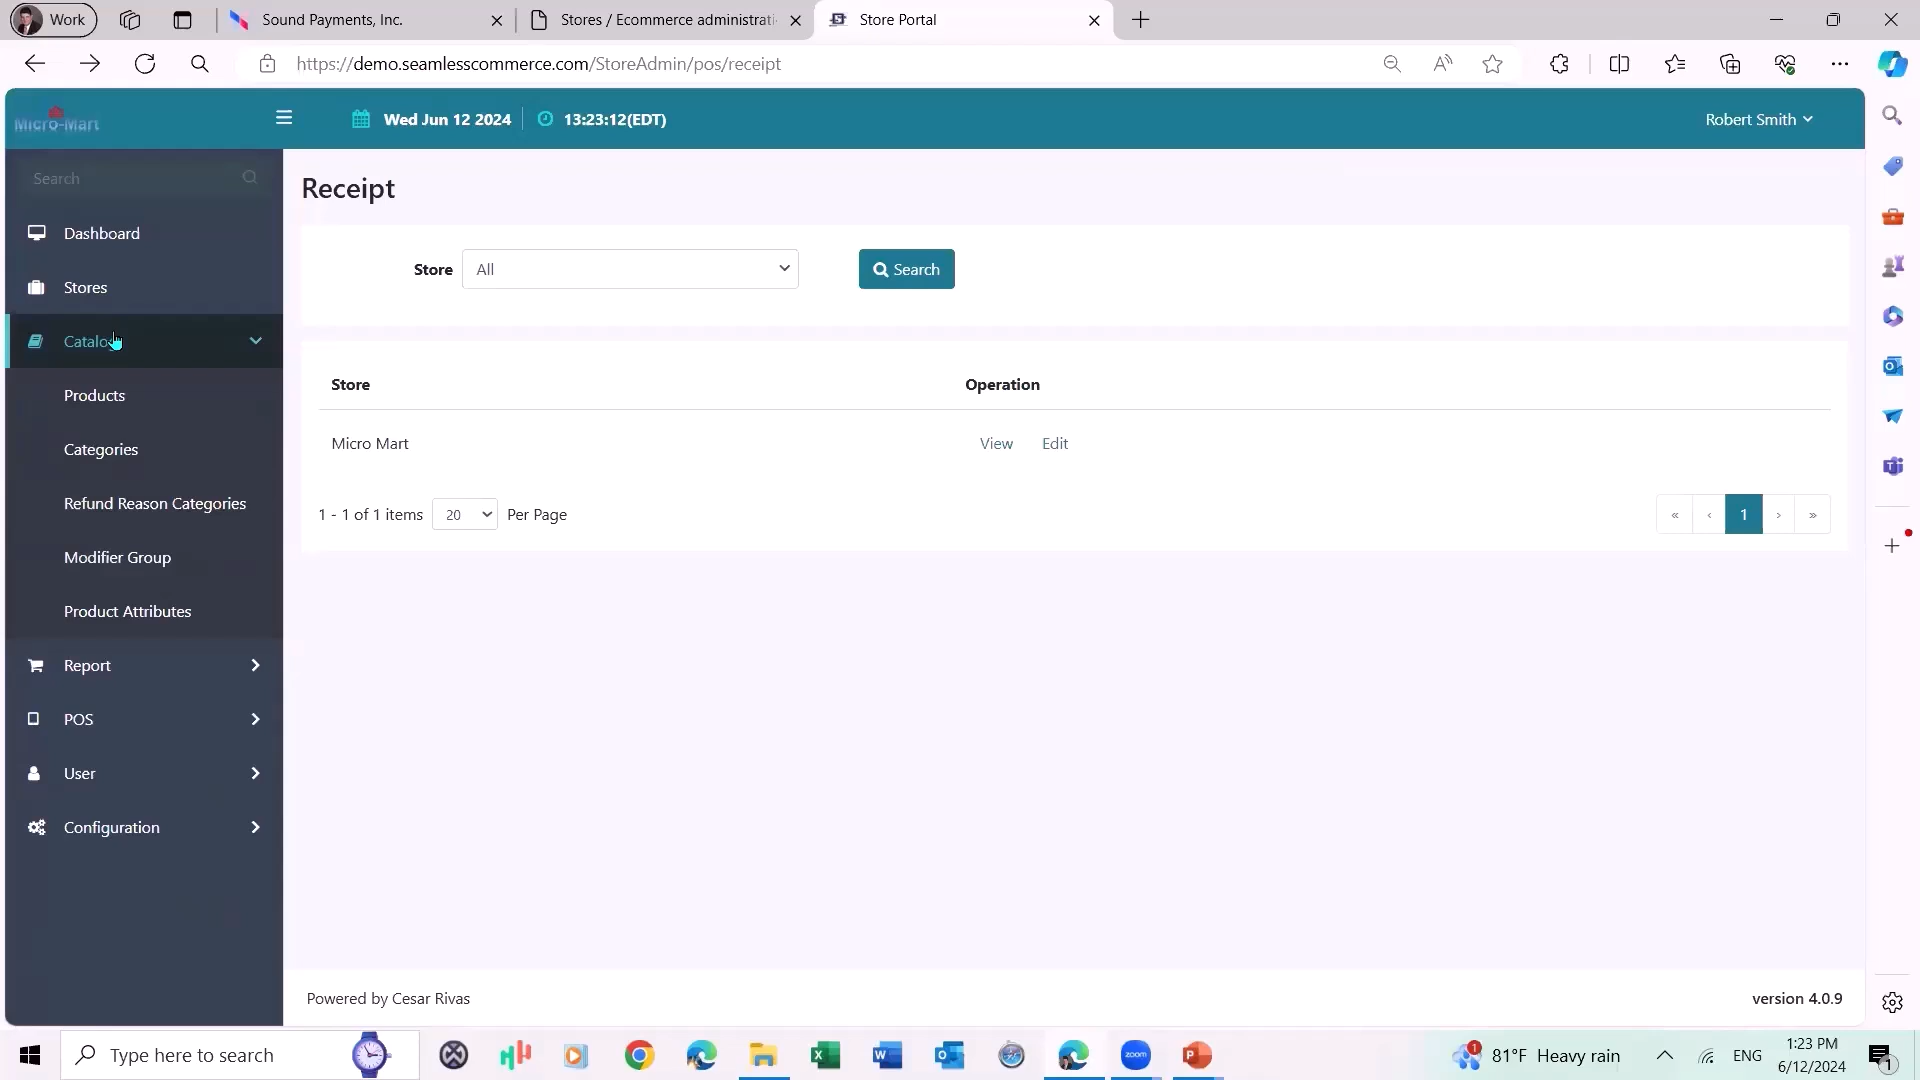 Work
Sound Payments, Inc.
Stores / Ecommerce administrati
Store Portal
https://demo.seamlesscommerce.com/StoreAdmin/pos/receipt
Micro-Mart
Wed Jun 12 2024
13:23:12(EDT)
Robert Smith
Search
Dashboard
Stores
Catalog
Products
Categories
Refund Reason Categories
Modifier Group
Product Attributes
Report
POS
User
Configuration
Receipt
Store
All
Search
Store
Operation
Micro Mart
View
Edit
1 - 1 of 1 items
20
Per Page
«
‹
1
›
»
Powered by Cesar Rivas
version 4.0.9
Type here to search
zoom
1
81°F Heavy rain
ENG
1:23 PM
6/12/2024
1